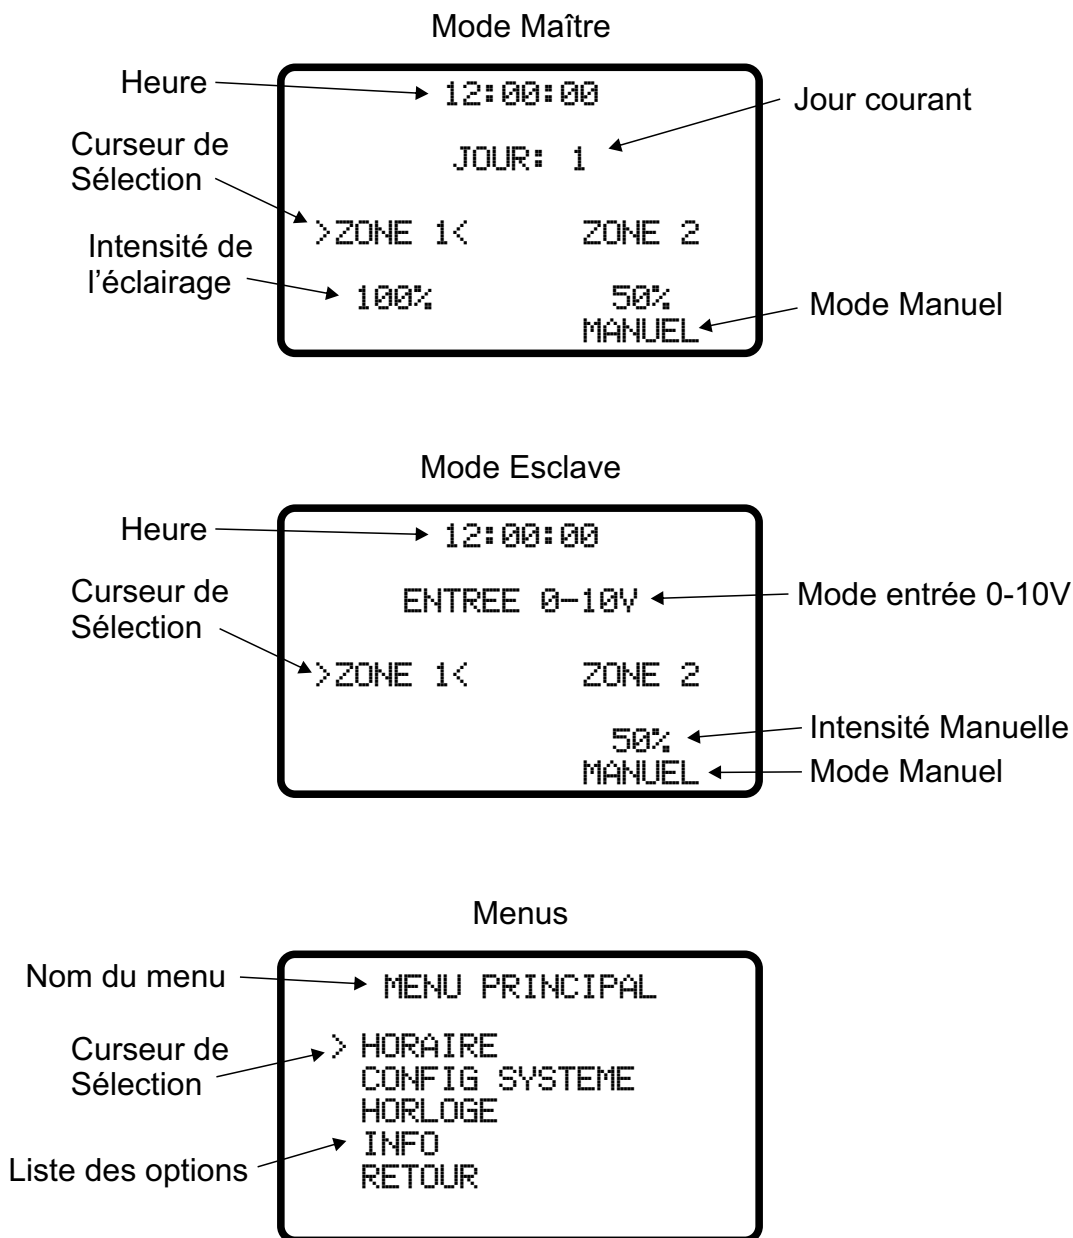 Mode Maître
Heure
12:00:00
Jour courant
Curseur de
Sélection
JOUR: 1
>ZONE 1< ZONE 2
Intensité de
l'éclairage
100% 50%
Mode Manuel
MANUEL
Mode Esclave
Heure
12:00:00
Curseur de
Sélection
ENTREE 0-10V
Mode entrée 0-10V
>ZONE 1< ZONE 2
50%
Intensité Manuelle
MANUEL
Mode Manuel
Menus
Nom du menu
MENU PRINCIPAL
Curseur de
Sélection
> HORAIRE
CONFIG SYSTEME
HORLOGE
INFO
RETOUR
Liste des options